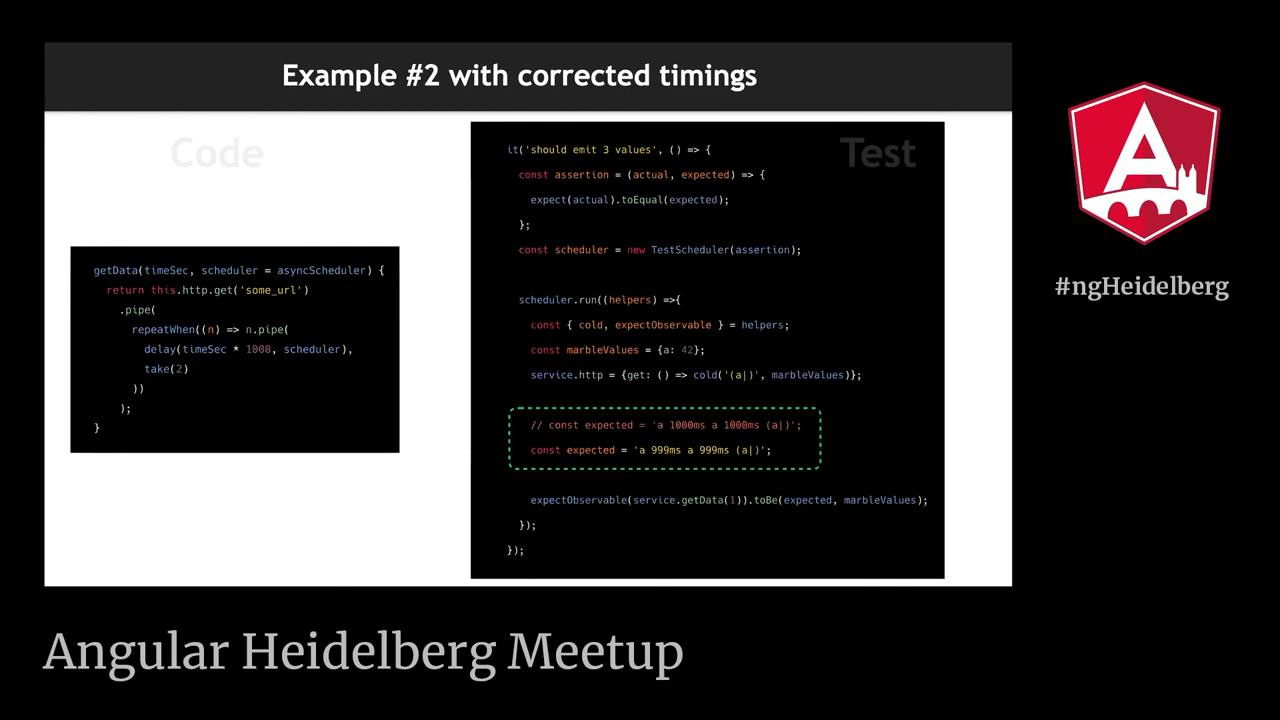 Example #2 with corrected timings
Code
getData(timeSec, scheduler = asyncScheduler) {
return this.http.get('some_url')
.pipe(
repeatWhen((n) => n.pipe(
delay(timeSec * 1000, scheduler),
take(2)
))
);
}
Test
it('should emit 3 values', () => {
const assertion = (actual, expected) => {
expect(actual).toEqual(expected);
};
const scheduler = new TestScheduler(assertion);
scheduler.run((helpers) =>{
const { cold, expectObservable } = helpers;
const marbleValues = {a: 42};
service.http = {get: () => cold('(a|)', marbleValues)};
// const expected = 'a 1000ms a 1000ms (a|)';
const expected = 'a 999ms a 999ms (a|)';
expectObservable(service.getData(1)).toBe(expected, marbleValues);
});
});
A
#ngHeidelberg
Angular Heidelberg Meetup